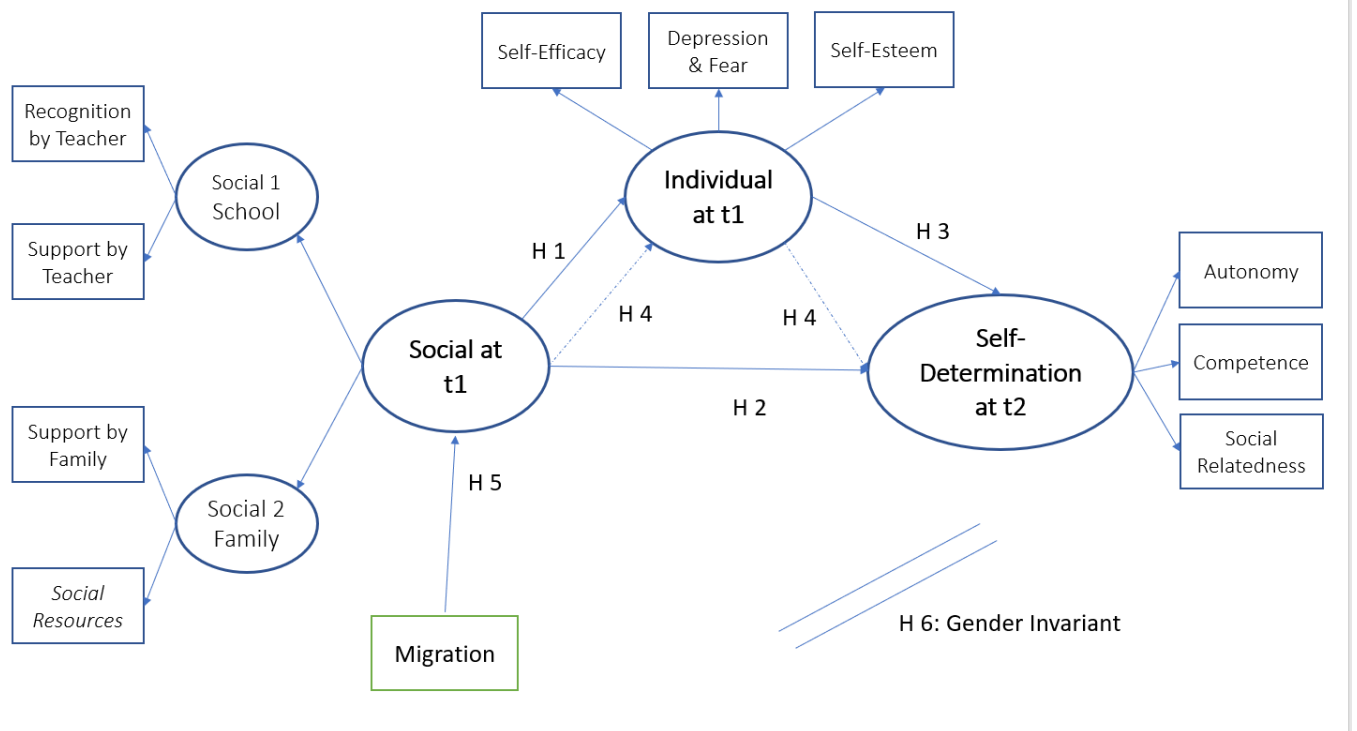 Self-Efficacy
Depression
& Fear
Self-Esteem
Recognition
by Teacher
Social 1
School
Individual
at t1
Support by
Teacher
H 1
H 3
H 4
H 4
Autonomy
Social at
t1
Self-
Determination
at t2
Competence
H 2
Support by
Family
Social
Relatedness
H 5
Social 2
Family
Social
Resources
Migration
H 6: Gender Invariant